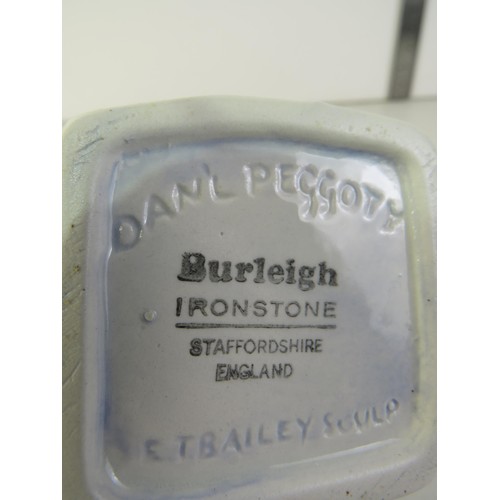 DAN'L PEGGOTY
Burleigh
IRONSTONE
STAFFORDSHIRE
ENGLAND
E.T.BAILEY SCULP